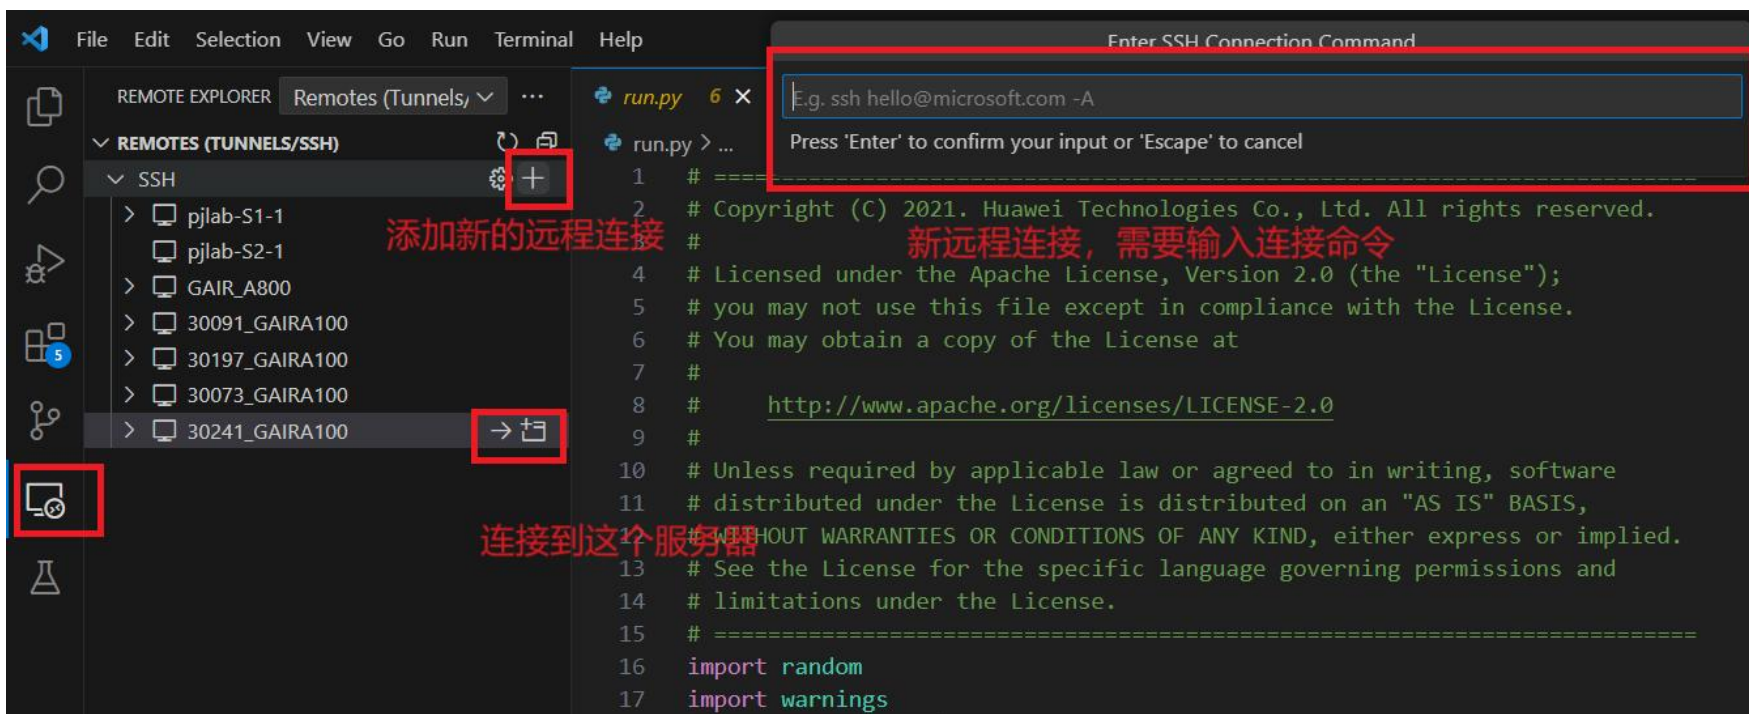 File Edit Selection View Go Run Terminal Help
Enter SSH Connection Command
REMOTE EXPLORER Remotes (Tunnels/
run.py 6
E.g. ssh hello@microsoft.com -A
REMOTES (TUNNELS/SSH)
run.py > ...
Press 'Enter' to confirm your input or 'Escape' to cancel
SSH
添加新的远程连接
新远程连接，需要输入连接命令
pjlab-S1-1
pjlab-S2-1
GAIR_A800
30091_GAIRA100
30197_GAIRA100
30073_GAIRA100
30241_GAIRA100
5
连接到这个服务器
1 # =========================================================================
2 # Copyright (C) 2021. Huawei Technologies Co., Ltd. All rights reserved.
3 #
4 # Licensed under the Apache License, Version 2.0 (the "License");
5 # you may not use this file except in compliance with the License.
6 # You may obtain a copy of the License at
7 #
8 # http://www.apache.org/licenses/LICENSE-2.0
9 #
10 # Unless required by applicable law or agreed to in writing, software
11 # distributed under the License is distributed on an "AS IS" BASIS,
12 # WITHOUT WARRANTIES OR CONDITIONS OF ANY KIND, either express or implied.
13 # See the License for the specific language governing permissions and
14 # limitations under the License.
15 # =========================================================================
16 import random
17 import warnings